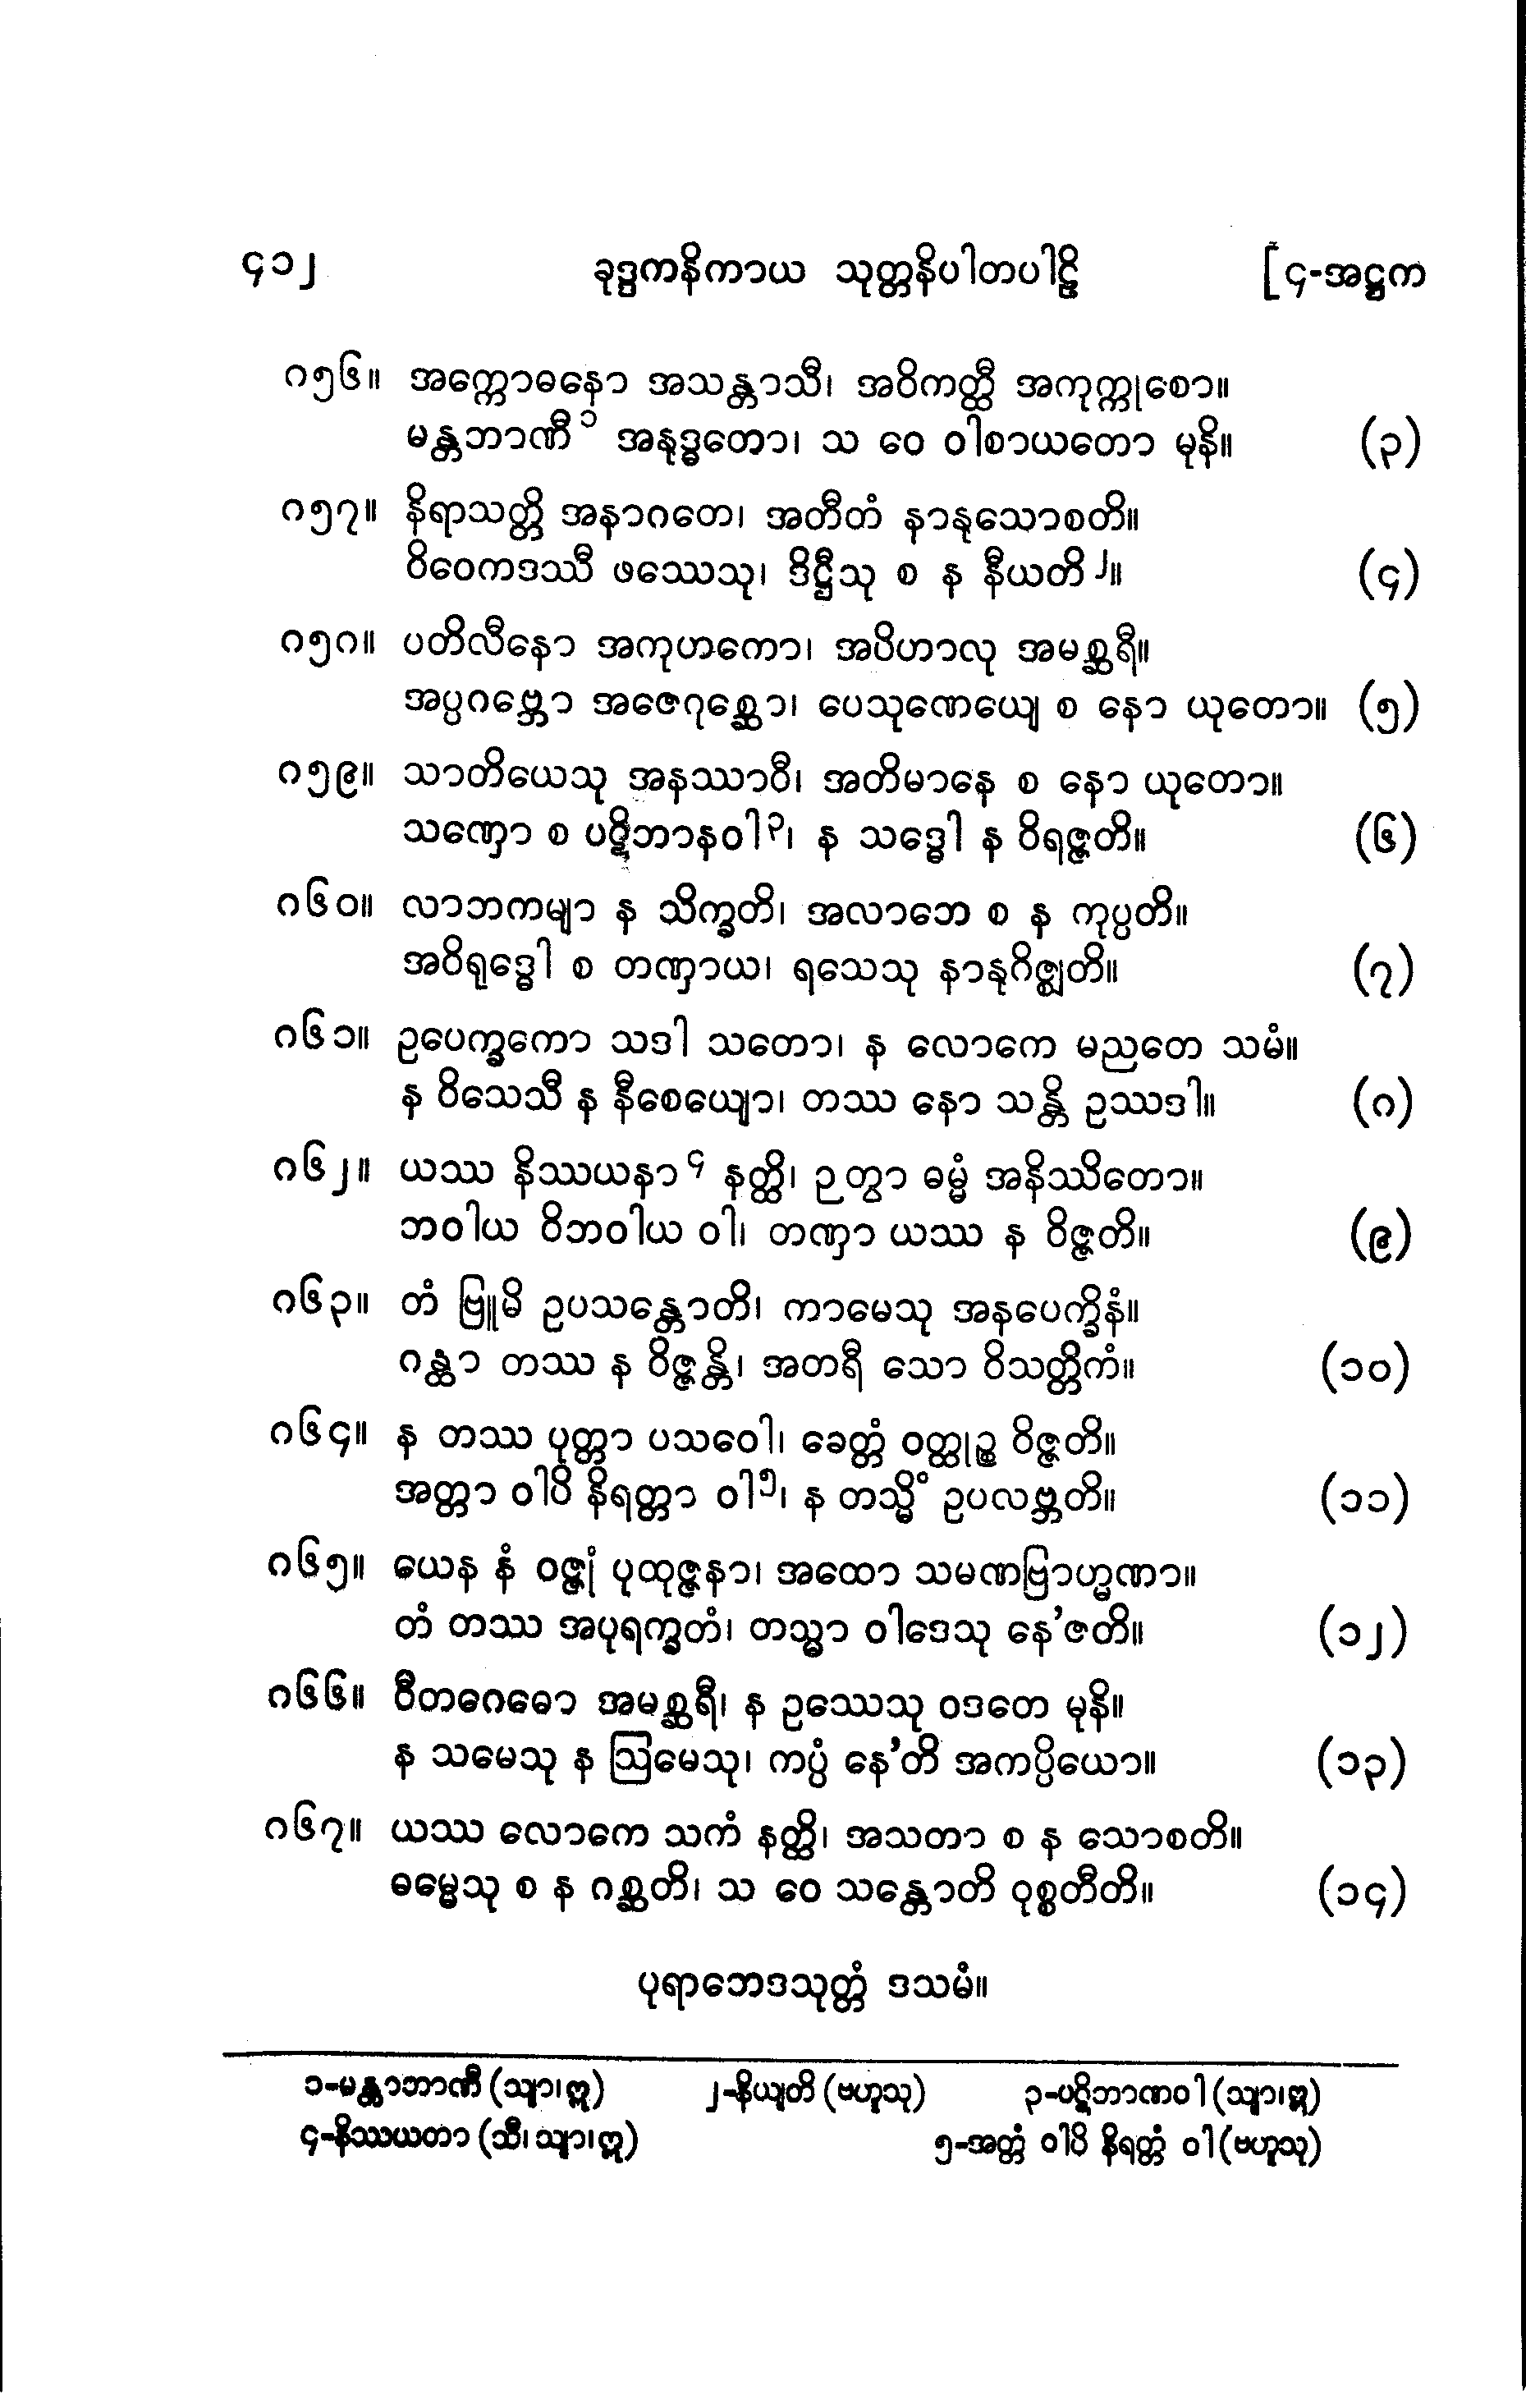 ၄၁၂ ခုဒ္ဒကနိကာယ သုတ္တနိပါတပါဠိ [၄-အဋ္ဌက
၈၅၆။ အက္ကောဓနော အသန္တာသီ၊ အဝိကတ္ထီ အကုက္ကုစော။
မန္တဘာဏီ ၁ အနုဒ္ဓတော၊ သ ဝေ ဝါစာယတော မုနိ။ (၃)
၈၅၇။ နိရာသတ္တိ အနာဂတေ၊ အတီတံ နာနုသောစတိ။
ဝိဝေကဒဿီ ဖဿေသု၊ ဒိဋ္ဌီသု စ န နီယတိ ၂။ (၄)
၈၅၈။ ပတိလီနော အကုဟကော၊ အပိဟာလု အမစ္ဆရီ။
အပ္ပဂဗ္ဘော အဇေဂုစ္ဆော၊ ပေသုဏေယျေ စ နော ယုတော။ (၅)
၈၅၉။ သာတိယေသု အနဿာဝီ၊ အတိမာနေ စ နော ယုတော။
သဏှော စ ပဋိဘာနဝါ ၃၊ န သဒ္ဓေါ န ဝိရဇ္ဇတိ။ (၆)
၈၆၀။ လာဘကမျာ န သိက္ခတိ၊ အလာဘေ စ န ကုပ္ပတိ။
အဝိရုဒ္ဓေါ စ တဏှာယ၊ ရသေသု နာနုဂိဇ္ဈတိ။ (၇)
၈၆၁။ ဥပေက္ခကော သဒါ သတော၊ န လောကေ မညတေ သမံ။
န ဝိသေသီ န နီစေယျော၊ တဿ နော သန္တိ ဥဿဒါ။ (၈)
၈၆၂။ ယဿ နိဿယနာ ၄ နတ္ထိ၊ ဉတွာ ဓမ္မံ အနိဿိတော။
ဘဝါယ ဝိဘဝါယ ဝါ၊ တဏှာ ယဿ န ဝိဇ္ဇတိ။ (၉)
၈၆၃။ တံ ဗြူမိ ဥပသန္တောတိ၊ ကာမေသု အနပေက္ခိနံ။
ဂန္ထာ တဿ န ဝိဇ္ဇန္တိ၊ အတရီ သော ဝိသတ္တိကံ။ (၁၀)
၈၆၄။ န တဿ ပုတ္တာ ပသဝေါ၊ ခေတ္တံ ဝတ္ထုဉ္စ ဝိဇ္ဇတိ။
အတ္တာ ဝါပိ နိရတ္တာ ဝါ ၅၊ န တသ္မိံ ဥပလဗ္ဘတိ။ (၁၁)
၈၆၅။ ယေန နံ ဝဇ္ဇုံ ပုထုဇ္ဇနာ၊ အထော သမဏဗြာဟ္မဏာ။
တံ တဿ အပုရက္ခတံ၊ တသ္မာ ဝါဒေသု နေ’ဇတိ။ (၁၂)
၈၆၆။ ဝီတဂေဓော အမစ္ဆရီ၊ န ဥဿေသု ဝဒတေ မုနိ။
န သမေသု န ဩမေသု၊ ကပ္ပံ နေ’တိ အကပ္ပိယော။ (၁၃)
၈၆၇။ ယဿ လောကေ သကံ နတ္ထိ၊ အသတာ စ န သောစတိ။
ဓမ္မေသု စ န ဂစ္ဆတိ၊ သ ဝေ သန္တောတိ ဝုစ္စတီတိ။ (၁၄)
ပုရာဘေဒသုတ္တံ ဒသမံ။
၁-မန္တာဘာဏီ (သျာ၊ဣ) ၂-နိယျတိ (ဗဟူသု) ၃-ပဋိဘာဏဝါ (သျာ၊ဣ)
၄-နိဿယတာ (သီ၊ သျာ၊ဣ) ၅-အတ္တံ ဝါပိ နိရတ္တံ ဝါ (ဗဟူသု)